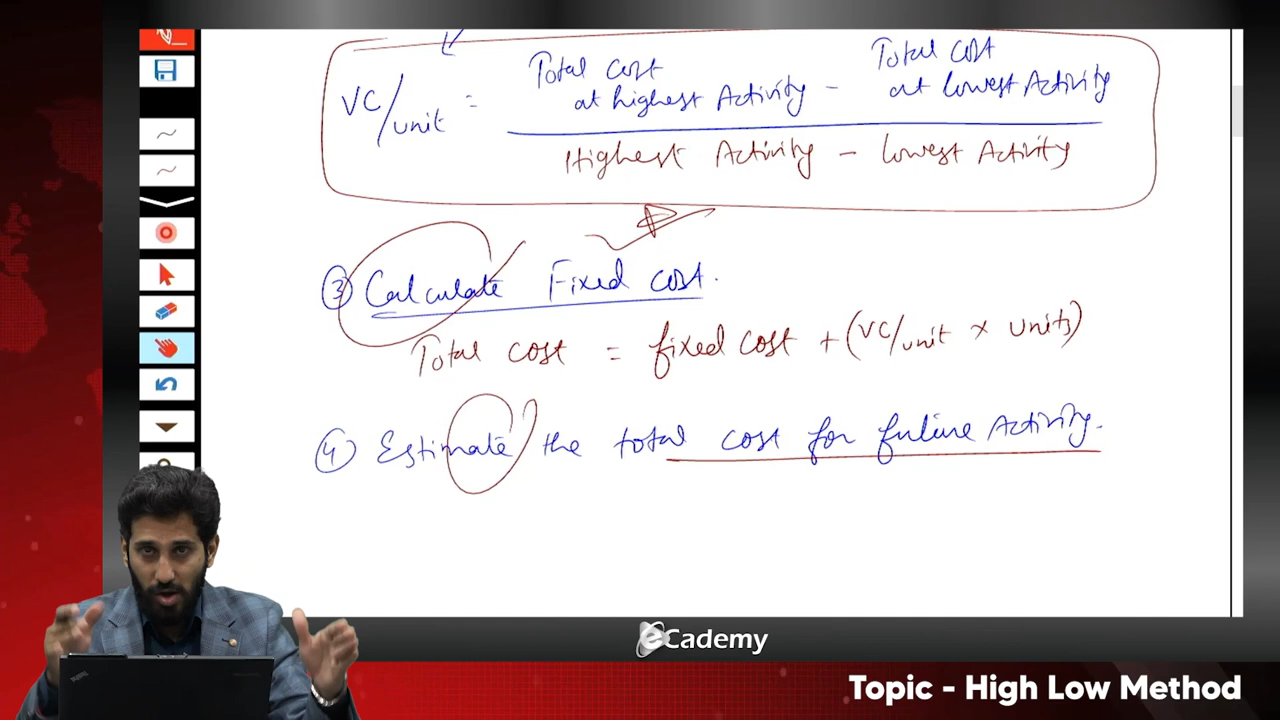 Total cost Total cost
VC/unit = at highest Activity - at lowest Activity
Highest Activity - lowest Activity
③ Calculate Fixed cost.
Total cost = fixed cost + (VC/unit × units)
④ Estimate the total cost for future Activity.
eCademy
Topic - High Low Method